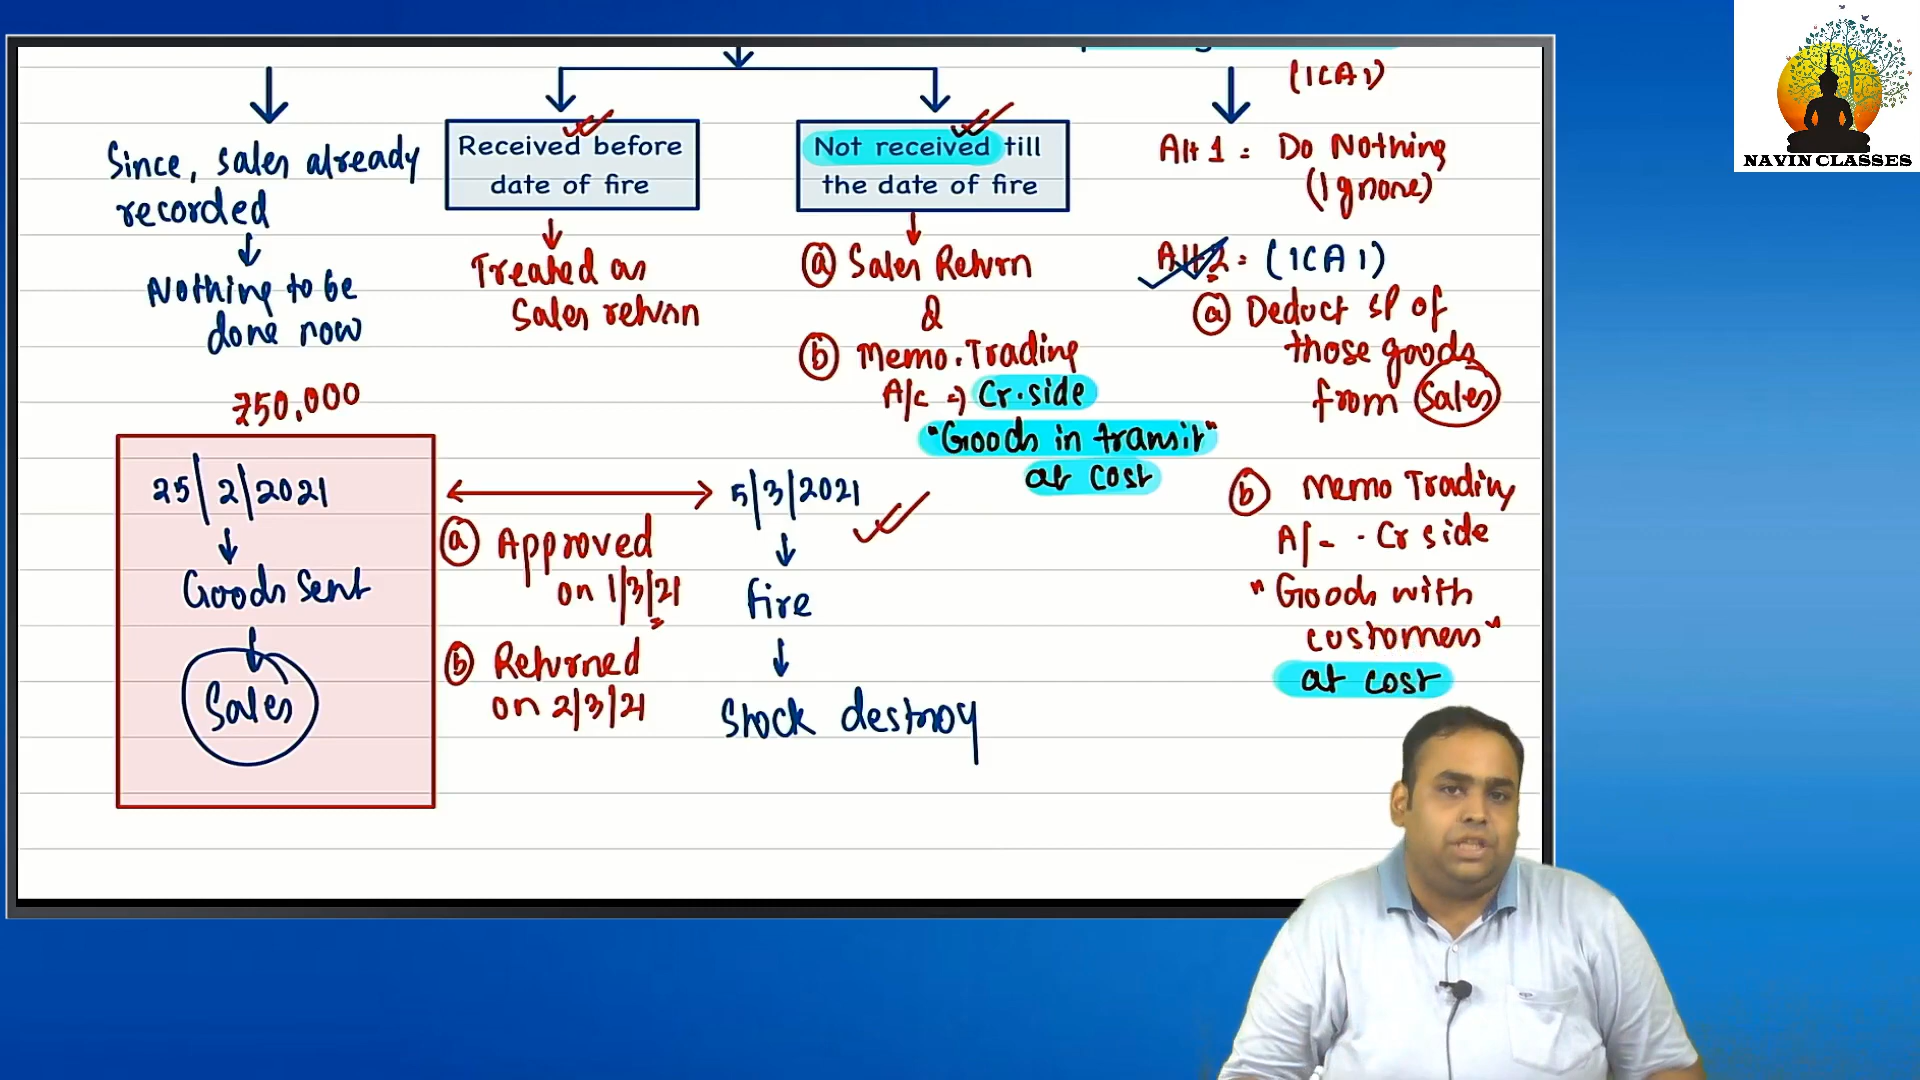 (ICAI)
Since, sales already
recorded
Nothing to be
done now
₹50,000
25/2/2021
Goods sent
Sales
Received before
date of fire
Treated as
Sales return
Not received till
the date of fire
(a) Sales Return
&
(b) Memo. Trading
A/c => Cr. side
"Goods in transit"
at cost
(a) Approved
on 1/3/21
(b) Returned
on 2/3/21
5/3/2021
Fire
Stock destroy
Alt 1 = Do Nothing
(Ignore)
Alt 2 = (ICAI)
(a) Deduct SP of
those goods
from Sales
(b) Memo Trading
A/c - Cr side
"Goods with
customers"
at cost
NAVIN CLASSES